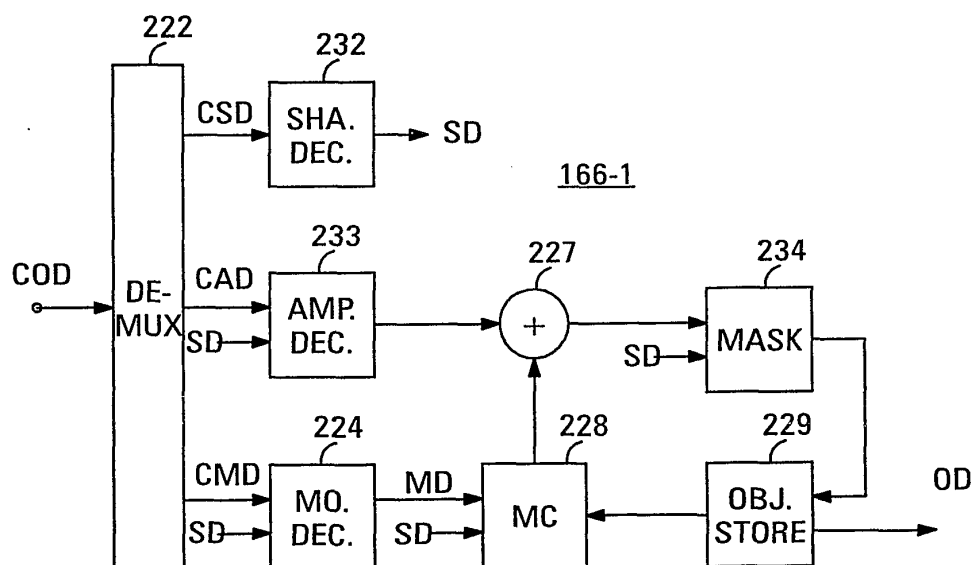 222
232
CSD
SHA.
DEC.
SD
166-1
233
227
234
COD
DE-
MUX
CAD
SD
AMP.
DEC.
+
SD
MASK
224
228
229
CMD
SD
MO.
DEC.
MD
SD
MC
OBJ.
STORE
OD